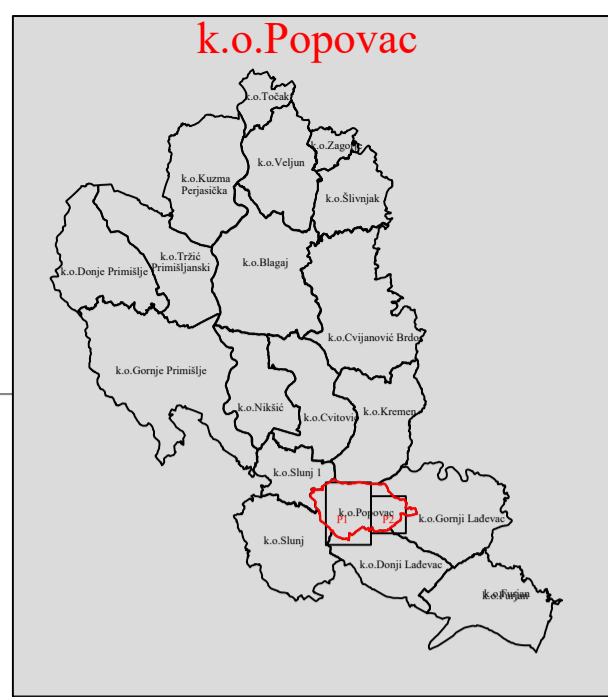 k.o.Popovac
k.o.Točak
k.o.Zagorje
k.o.Veljun
k.o.Kuzma
Perjasička
k.o.Šlivnjak
k.o.Tržić
Primišljanski
k.o.Blagaj
k.o.Donje Primišlje
k.o.Cvijanović Brdo
k.o.Gornje Primišlje
k.o.Nikšić
k.o.Cvitović
k.o.Kremen
k.o.Slunj 1
k.o.Popovac
P1
P2
k.o.Gornji Lađevac
k.o.Slunj
k.o.Donji Lađevac
k.o.Furjan